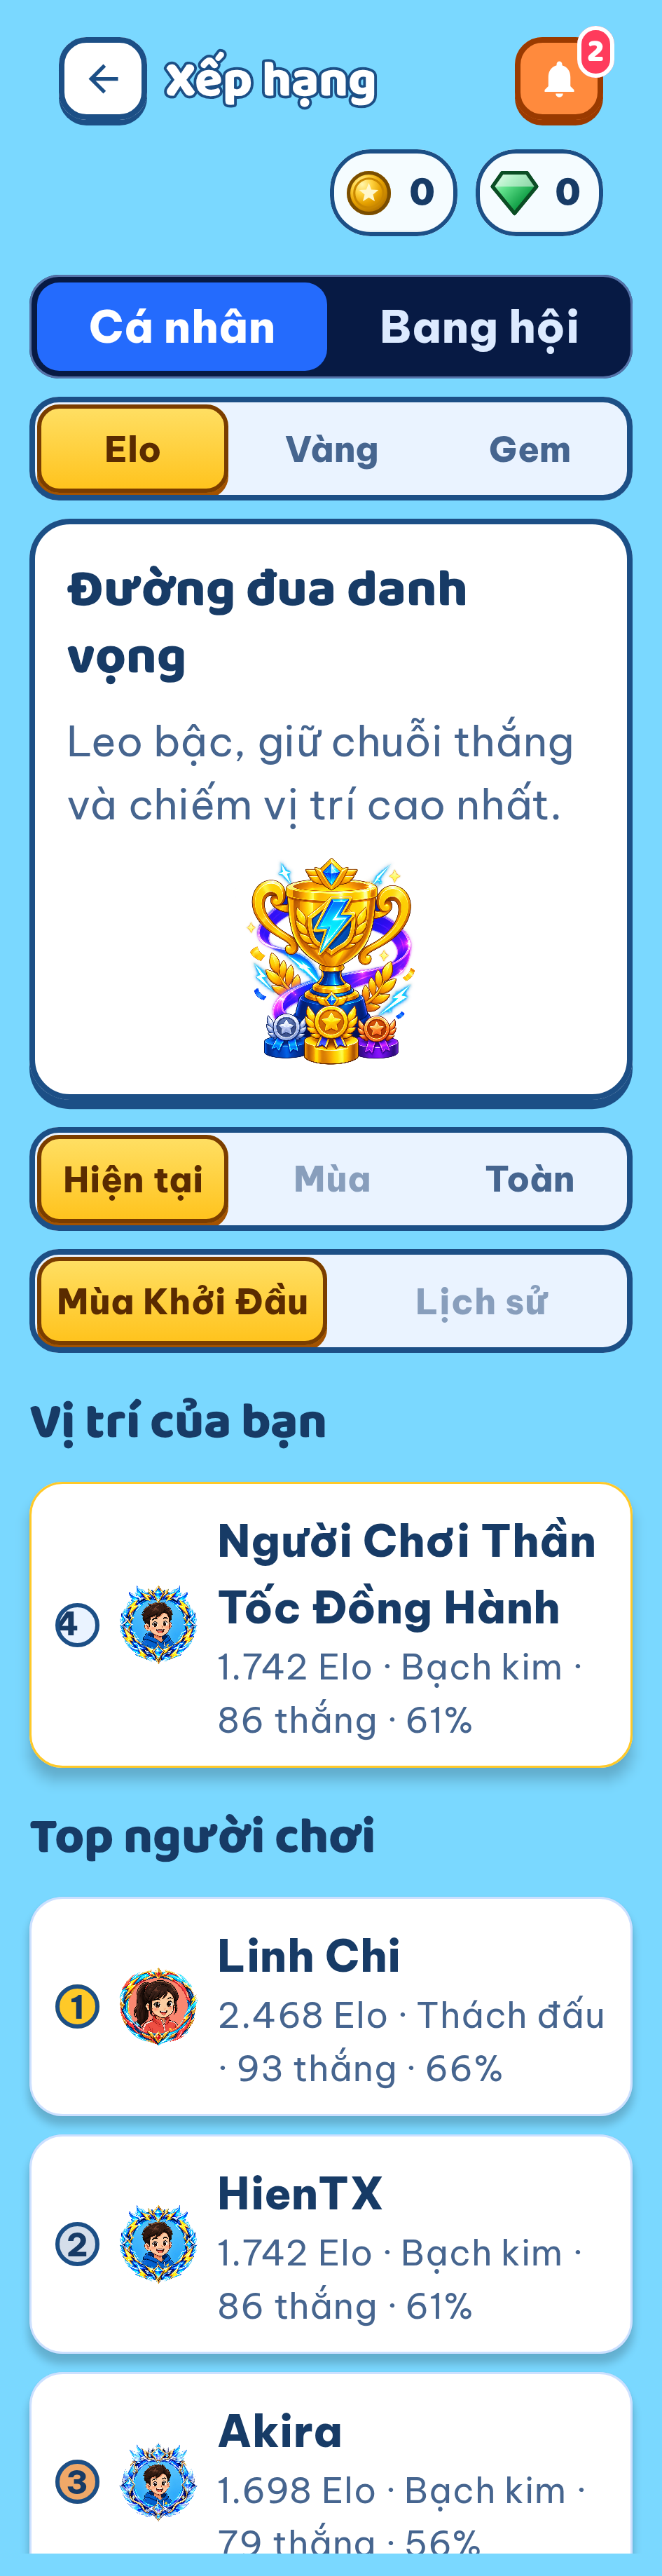 Xếp hạng
2
0
0
Cá nhân
Bang hội
Elo
Vàng
Gem
Đường đua danh
vọng
Leo bậc, giữ chuỗi thắng
và chiếm vị trí cao nhất.
Hiện tại
Mùa
Toàn
Mùa Khởi Đầu
Lịch sử
Vị trí của bạn
4
Người Chơi Thần
Tốc Đồng Hành
1.742 Elo · Bạch kim ·
86 thắng · 61%
Top người chơi
1
Linh Chi
2.468 Elo · Thách đấu
· 93 thắng · 66%
2
HienTX
1.742 Elo · Bạch kim ·
86 thắng · 61%
3
Akira
1.698 Elo · Bạch kim ·
79 thắng · 56%